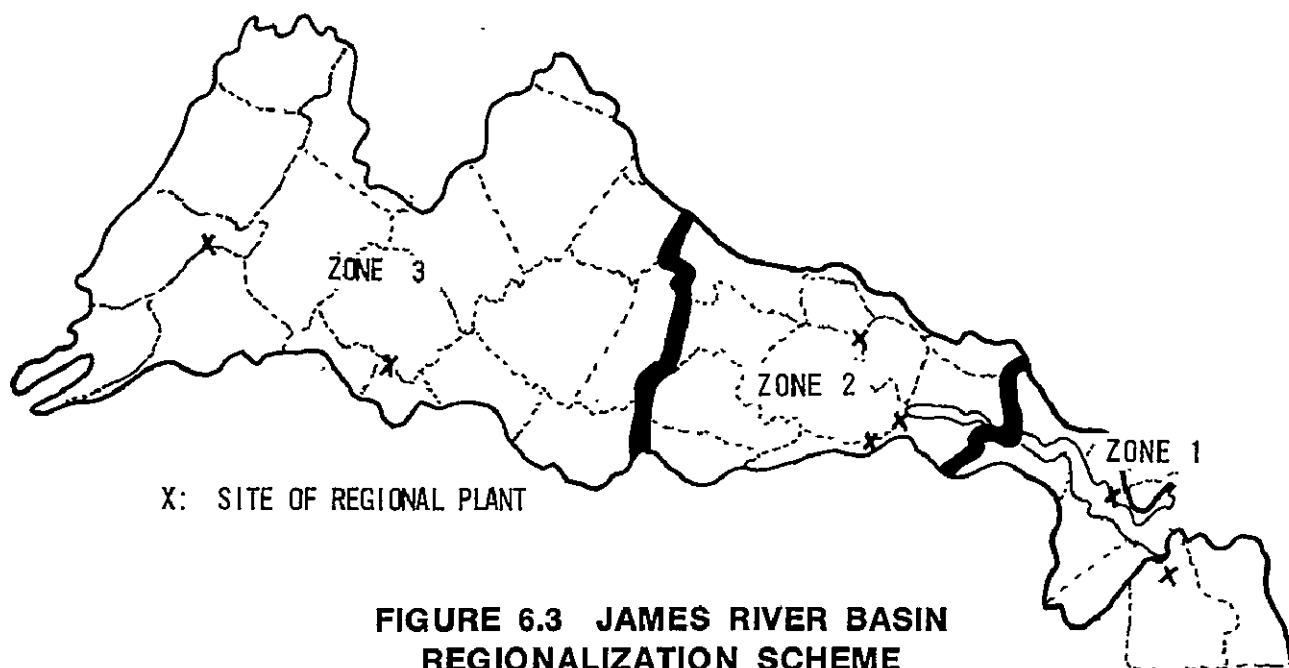 ZONE 3
ZONE 2
ZONE 1
X: SITE OF REGIONAL PLANT
FIGURE 6.3 JAMES RIVER BASIN
REGIONALIZATION SCHEME